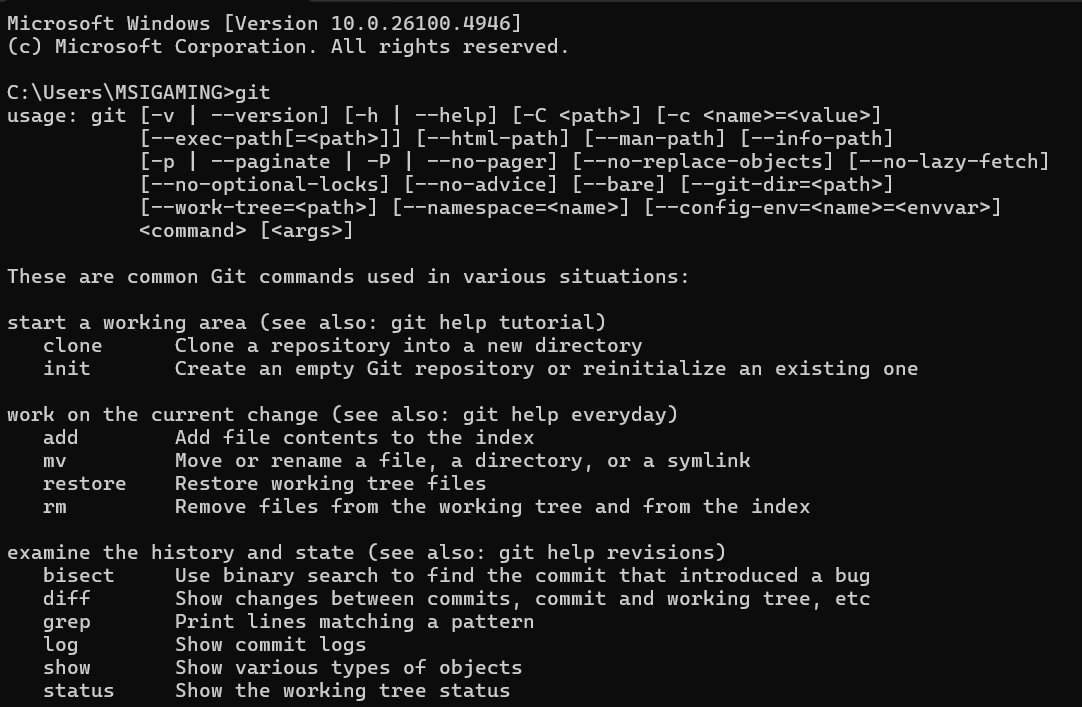 Microsoft Windows [Version 10.0.26100.4946]
(c) Microsoft Corporation. All rights reserved.

C:\Users\MSIGAMING>git
usage: git [-v | --version] [-h | --help] [-C <path>] [-c <name>=<value>]
           [--exec-path[=<path>]] [--html-path] [--man-path] [--info-path]
           [-p | --paginate | -P | --no-pager] [--no-replace-objects] [--no-lazy-fetch]
           [--no-optional-locks] [--no-advice] [--bare] [--git-dir=<path>]
           [--work-tree=<path>] [--namespace=<name>] [--config-env=<name>=<envvar>]
           <command> [<args>]

These are common Git commands used in various situations:

start a working area (see also: git help tutorial)
   clone      Clone a repository into a new directory
   init       Create an empty Git repository or reinitialize an existing one

work on the current change (see also: git help everyday)
   add        Add file contents to the index
   mv         Move or rename a file, a directory, or a symlink
   restore    Restore working tree files
   rm         Remove files from the working tree and from the index

examine the history and state (see also: git help revisions)
   bisect     Use binary search to find the commit that introduced a bug
   diff       Show changes between commits, commit and working tree, etc
   grep       Print lines matching a pattern
   log        Show commit logs
   show       Show various types of objects
   status     Show the working tree status